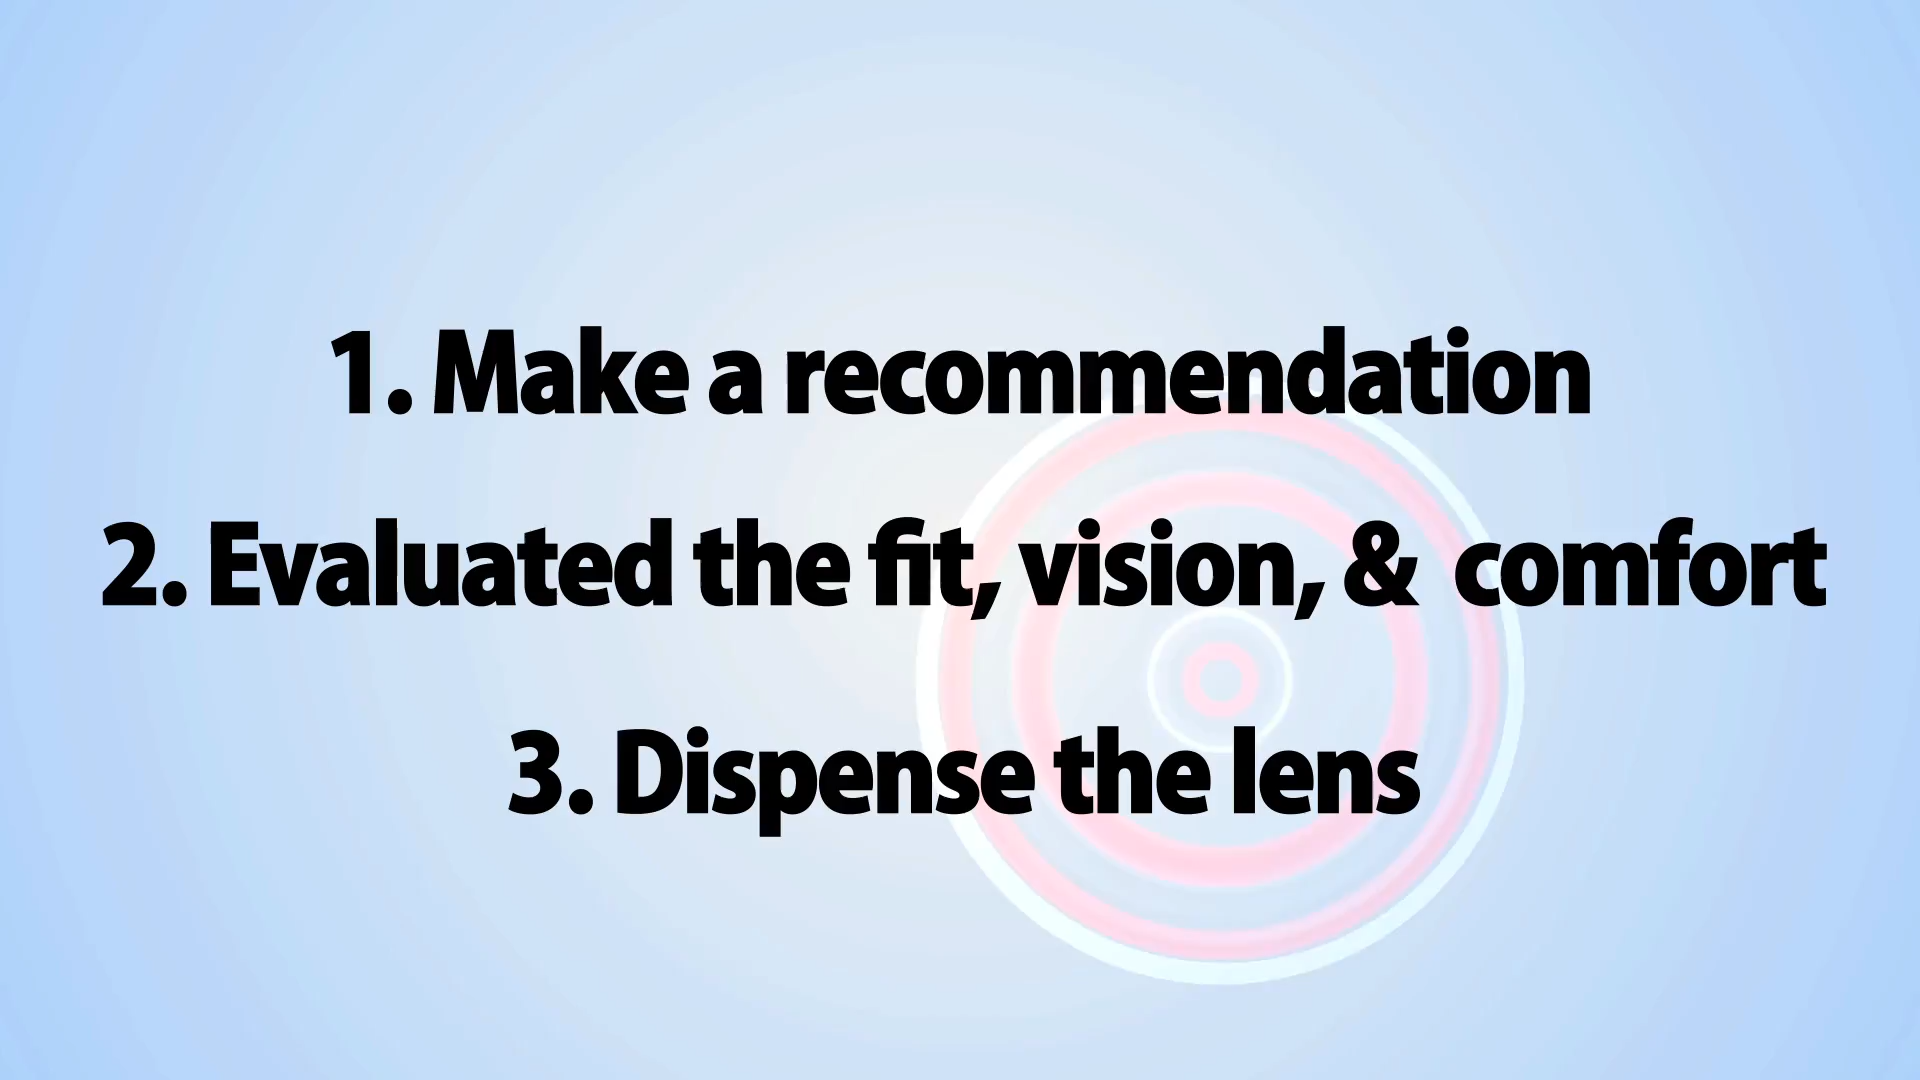 1. Make a recommendation
2. Evaluated the fit, vision, & comfort
3. Dispense the lens